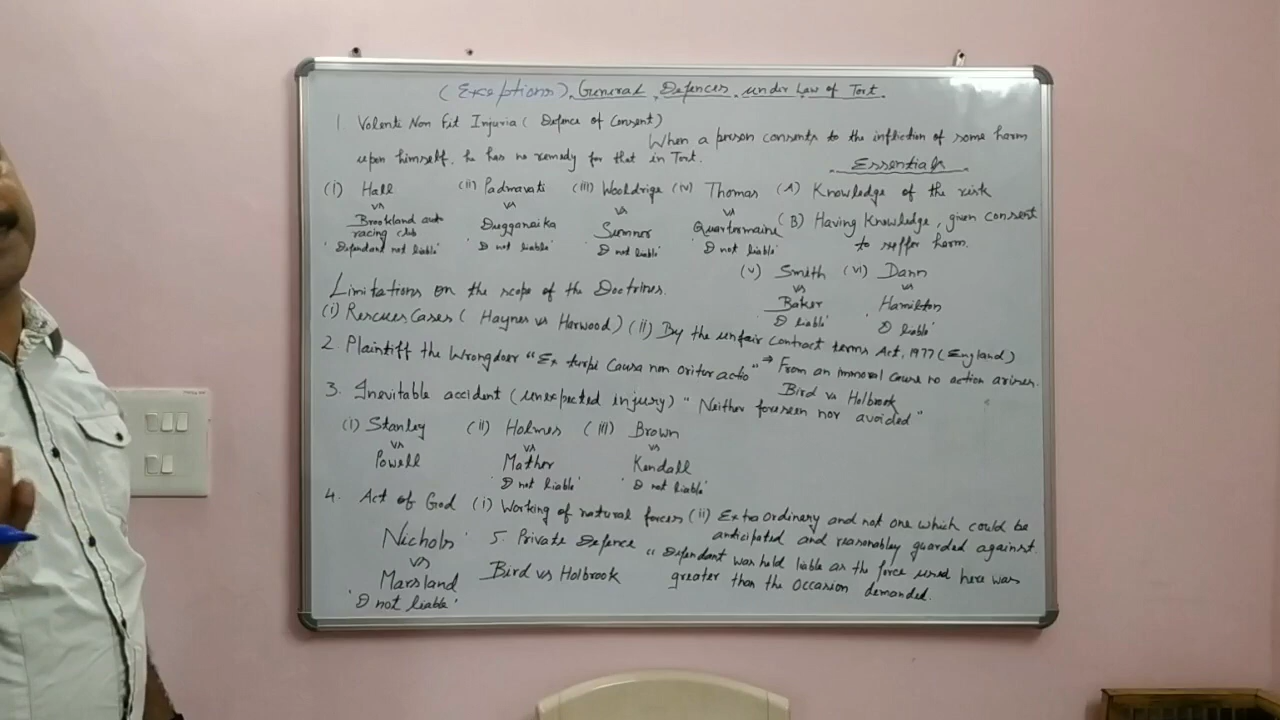 (Exceptions) General Defences under Law of Tort.
1. Volenti Non Fit Injuria ( Defence of Consent)
When a person consents to the infliction of some harm
upon himself, he has no remedy for that in Tort.
Essentials
(i) Hall vs Brookland auto racing club 'Defendant not liable'
(ii) Padmavati vs Dugganaika 'D not liable'
(iii) Wooldrige vs Sumner 'D not liable'
(iv) Thomas vs Quartermaine 'D not liable'
(A) Knowledge of the risk
(B) Having Knowledge, given consent
to suffer harm.
(v) Smith vs Baker 'D liable'
(vi) Dann vs Hamilton 'D liable'
Limitations on the scope of the Doctrines.
(i) Rescues Cases ( Haynes vs Harwood) (ii) By the unfair contract terms Act, 1977 (England)
2. Plaintiff the Wrongdoer "Ex turpi Causa non oritur actio" ⇒ From an immoral cause no action arises.
Bird vs Holbrook
3. Inevitable accident (unexpected injury) "Neither foreseen nor avoided"
(i) Stanley vs Powell
(ii) Holmes vs Mather 'D not liable'
(iii) Brown vs Kendall 'D not liable'
4. Act of God (i) Working of natural forces (ii) Extra ordinary and not one which could be
anticipated and reasonably guarded against.
Nichols vs Marsland 'D not liable'
5. Private Defence
Bird vs Holbrook
"Defendant was held liable as the force used here was
greater than the occasion demanded.